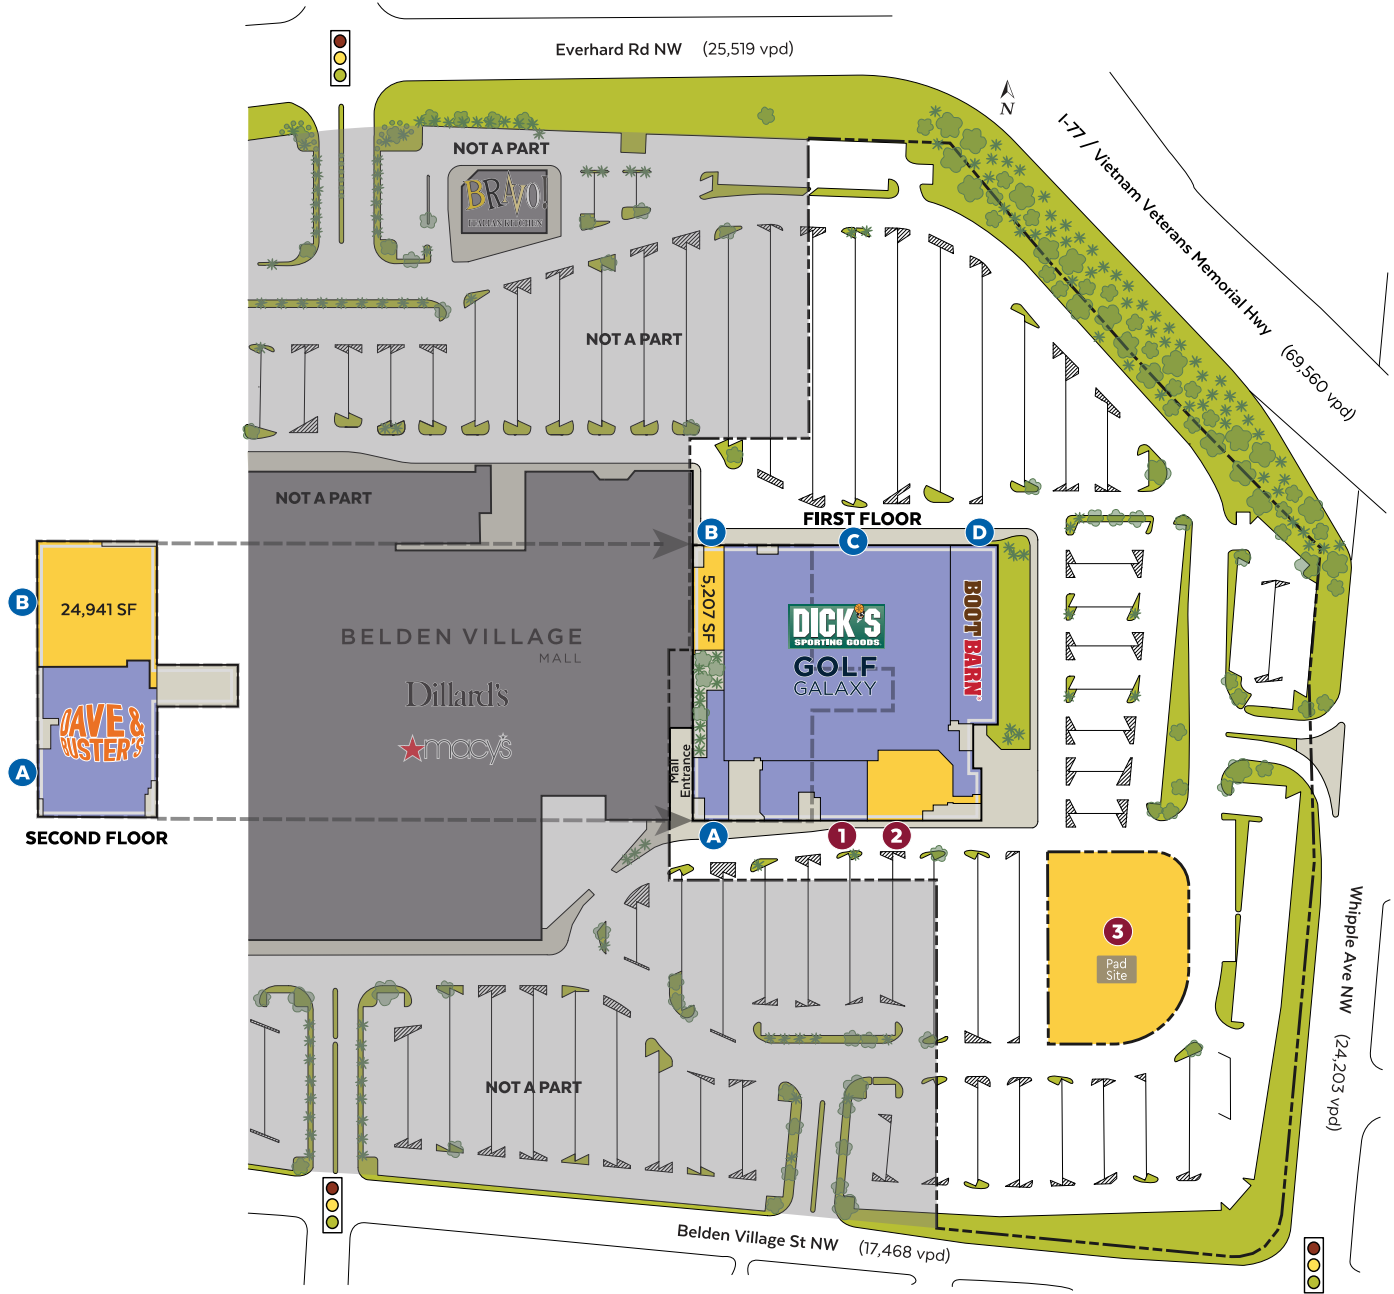 Everhard Rd NW (25,519 vpd)
N
I-77 / Vietnam Veterans Memorial Hwy (69,560 vpd)
NOT A PART
BRAVO!
ITALIAN KITCHEN
NOT A PART
NOT A PART
FIRST FLOOR
B
C
D
B
24,941 SF
5,207 SF
BELDEN VILLAGE
MALL
Dillard's
macy's
DICK'S
SPORTING GOODS
GOLF
GALAXY
BOOT BARN
DAVE &
BUSTER'S
A
SECOND FLOOR
Mall
Entrance
A
1
2
3
Pad
Site
Whipple Ave NW (24,203 vpd)
NOT A PART
Belden Village St NW (17,468 vpd)